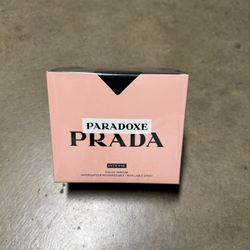 PARADOXE
PRADA
INTENSE
EAU DE PARFUM
VAPORISATEUR RECHARGEABLE - REFILLABLE SPRAY